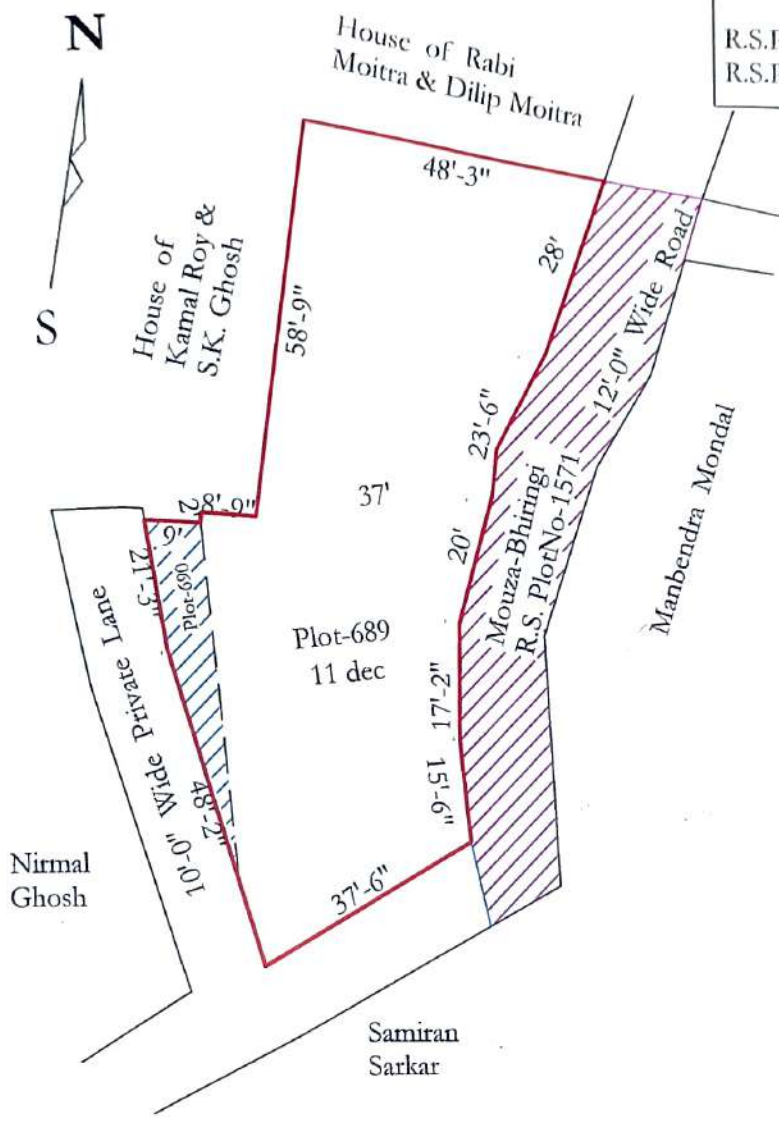 N
House of Rabi
Moitra & Dilip Moitra
R.S.P
R.S.P
48'-3"
28'
House of
Kamal Roy &
S.K. Ghosh
S
58'-9"
12'-0" Wide Road
23'-6"
37'
2'
8'-9"
9'
20'
Mouza-Bhiringi
R.S. PlotNo-1571
Manbendra Mondal
Plot-690
Plot-689
11 dec
17'-2"
15'-6"
10'-0" Wide Private Lane
48'-2"
37'-6"
Nirmal
Ghosh
Samiran
Sarkar